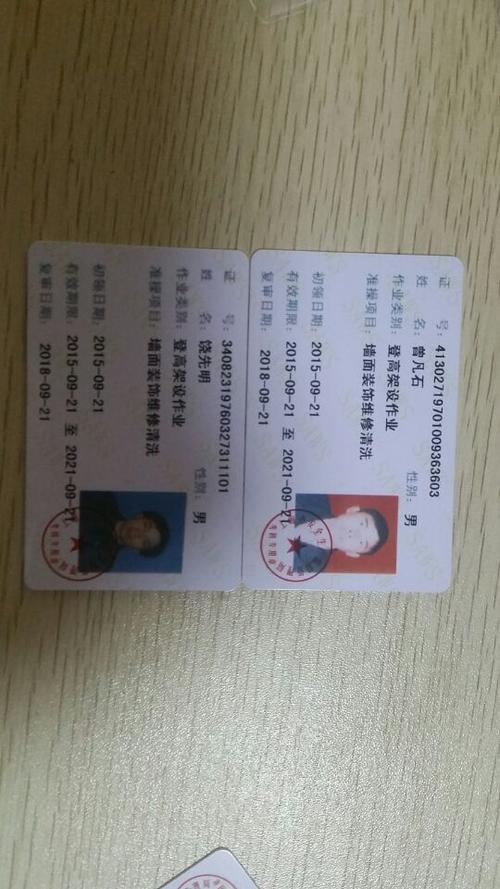 证 号：41302719701009363603
姓 名：曾凡石 性别：男
作业类别：登高架设作业
准操项目：墙面装饰维修清洗
初领日期：2015-09-21
有效期限：2015-09-21 至 2021-09-21
复审日期：2018-09-21
证 号：34082319760327311101
姓 名：饶先明 性别：男
作业类别：登高架设作业
准操项目：墙面装饰维修清洗
初领日期：2015-09-21
有效期限：2015-09-21 至 2021-09-21
复审日期：2018-09-21